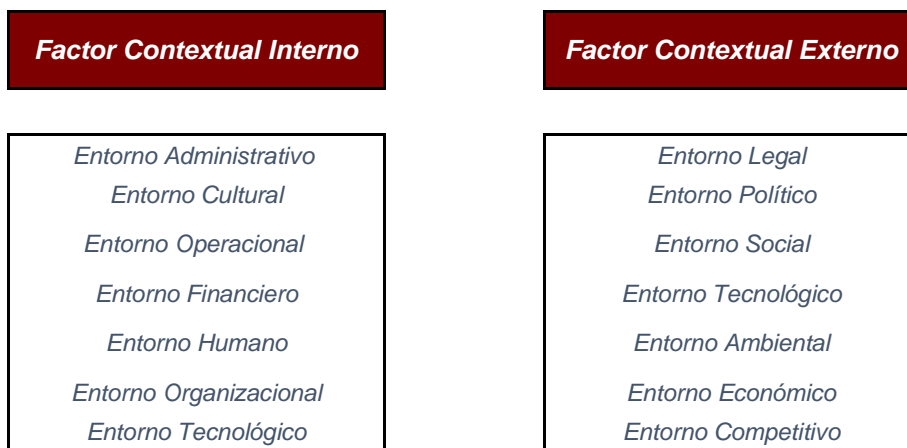 Factor Contextual Interno
Entorno Administrativo
Entorno Cultural
Entorno Operacional
Entorno Financiero
Entorno Humano
Entorno Organizacional
Entorno Tecnológico
Factor Contextual Externo
Entorno Legal
Entorno Político
Entorno Social
Entorno Tecnológico
Entorno Ambiental
Entorno Económico
Entorno Competitivo